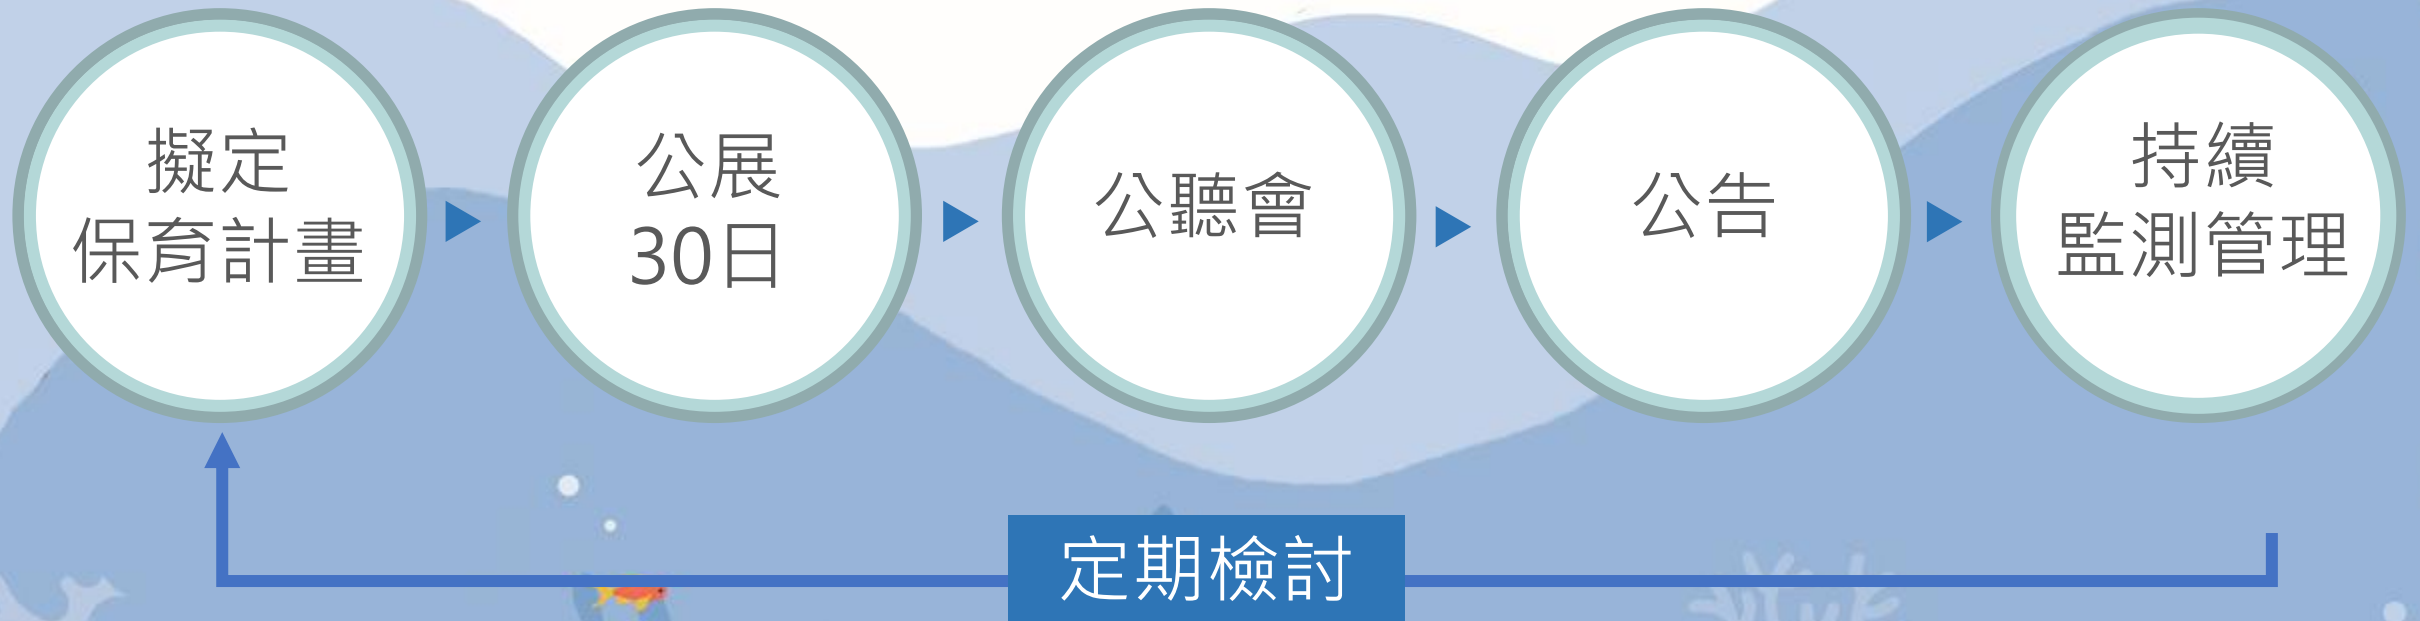 擬定
保育計畫
公展
30日
公聽會
公告
持續
監測管理
定期檢討